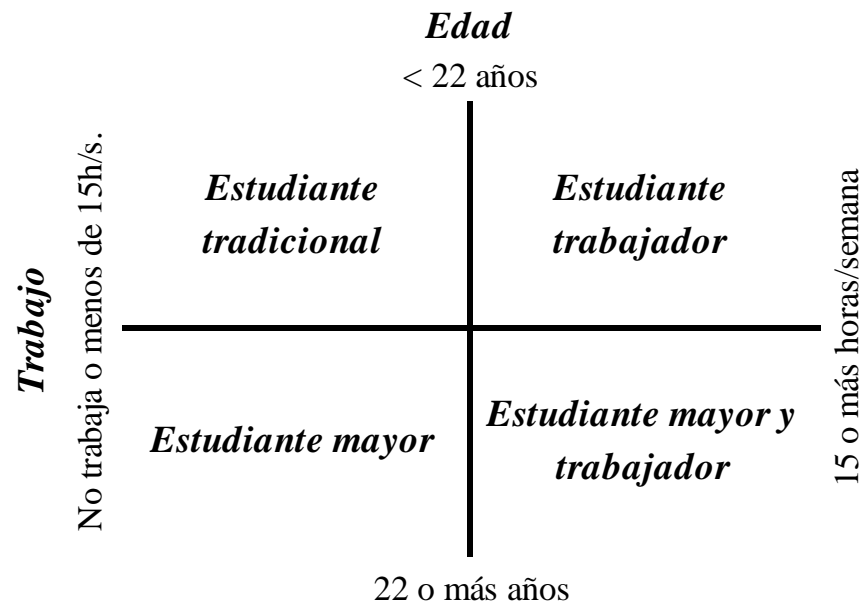 Edad
< 22 años
Trabajo
No trabaja o menos de 15h/s.
Estudiante
tradicional
Estudiante
trabajador
Estudiante mayor
Estudiante mayor y
trabajador
15 o más horas/semana
22 o más años